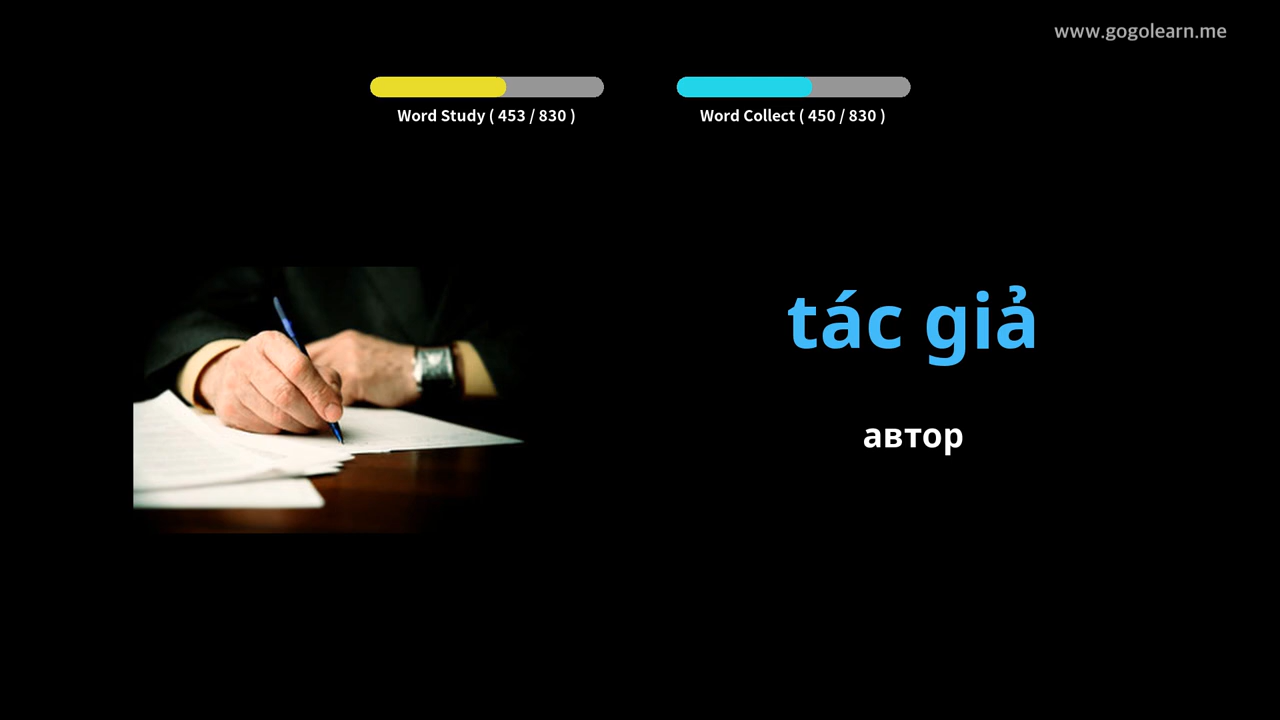 www.gogolearn.me
Word Study ( 453 / 830 )
Word Collect ( 450 / 830 )
tác giả
автор